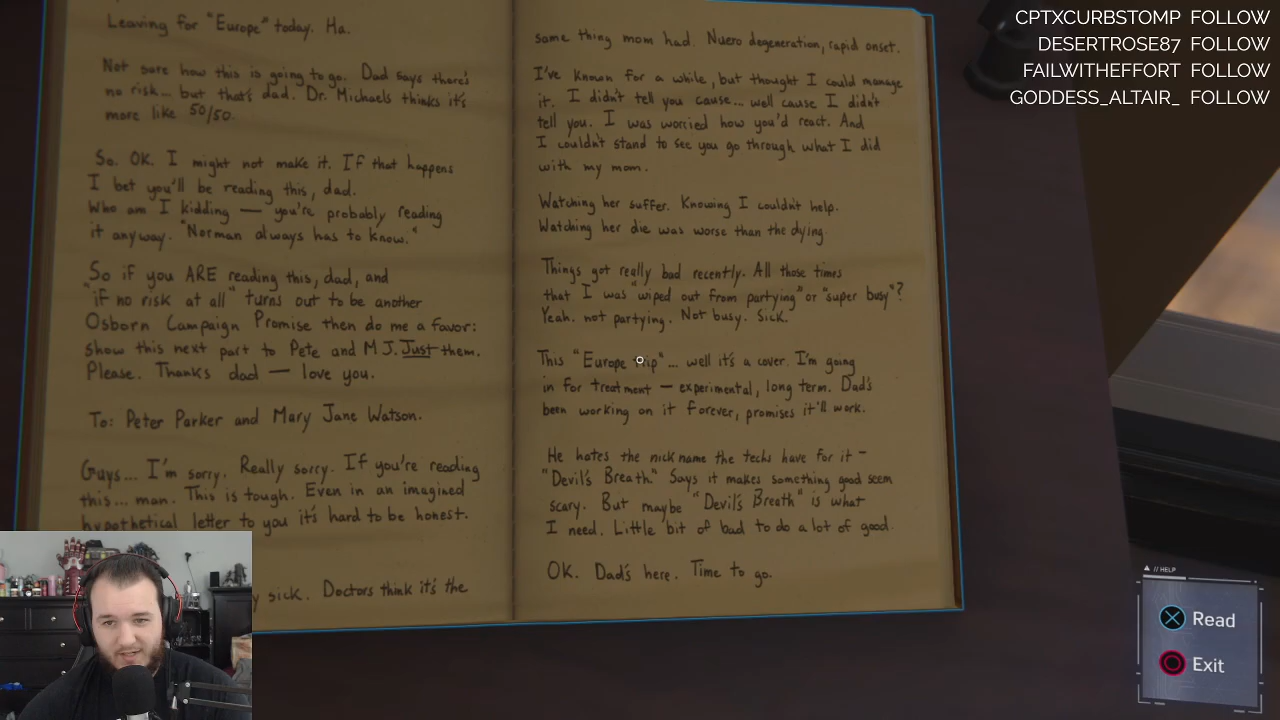 CPTXCURBSTOMP FOLLOW
DESERTROSE87 FOLLOW
FAILWITHEFFORT FOLLOW
GODDESS_ALTAIR_ FOLLOW
Leaving for "Europe" today. Ha.
Not sure how this is going to go. Dad says there's
no risk... but that's dad. Dr. Michaels thinks it's
more like 50/50.
So. OK. I might not make it. If that happens
I bet you'll be reading this, dad.
Who am I kidding — you're probably reading
it anyway. "Norman always has to know."
So if you ARE reading this, dad, and
"if no risk at all" turns out to be another
Osborn Campaign Promise then do me a favor:
show this next part to Pete and MJ. Just them.
Please. Thanks dad — love you.
To: Peter Parker and Mary Jane Watson.
Guys... I'm sorry. Really sorry. If you're reading
this... man. This is tough. Even in an imagined
hypothetical letter to you it's hard to be honest.
sick. Doctors think it's the
same thing mom had. Nuero degeneration, rapid onset.
I've known for a while, but thought I could manage
it. I didn't tell you cause... well cause I didn't
tell you. I was worried how you'd react. And
I couldn't stand to see you go through what I did
with my mom.
Watching her suffer. Knowing I couldn't help.
Watching her die was worse than the dying.
Things got really bad recently. All those times
that I was "wiped out from partying" or "super busy"?
Yeah. not partying. Not busy. Sick.
This "Europe trip"... well it's a cover. I'm going
in for treatment — experimental, long term. Dad's
been working on it forever, promises it'll work.
He hates the nickname the techs have for it -
"Devil's Breath." Says it makes something good seem
scary. But maybe "Devil's Breath" is what
I need. Little bit of bad to do a lot of good.
OK. Dad's here. Time to go.
// HELP
Read
Exit